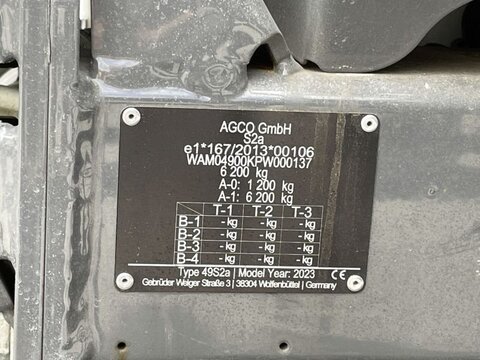 AGCO GmbH
S2a
e1*167/2013*00106
WAM04900KPW000137
6 200 kg
A-0: 1 200 kg
A-1: 6 200 kg
T-1 T-2 T-3
B-1 - kg - kg - kg
B-2 - kg - kg - kg
B-3 - kg - kg - kg
B-4 - kg - kg - kg
Type 49S2a | Model Year: 2023 CE
Gebrüder Welger Straße 3 | 38304 Wolfenbüttel | Germany